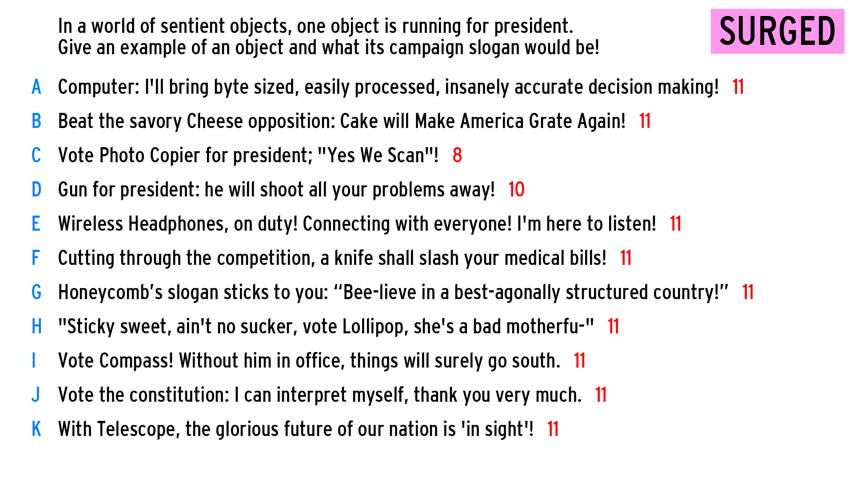 In a world of sentient objects, one object is running for president.
Give an example of an object and what its campaign slogan would be!
SURGED
A Computer: I'll bring byte sized, easily processed, insanely accurate decision making! 11
B Beat the savory Cheese opposition: Cake will Make America Grate Again! 11
C Vote Photo Copier for president; "Yes We Scan"! 8
D Gun for president: he will shoot all your problems away! 10
E Wireless Headphones, on duty! Connecting with everyone! I'm here to listen! 11
F Cutting through the competition, a knife shall slash your medical bills! 11
G Honeycomb’s slogan sticks to you: “Bee-lieve in a best-agonally structured country!” 11
H "Sticky sweet, ain't no sucker, vote Lollipop, she's a bad motherfu-" 11
I Vote Compass! Without him in office, things will surely go south. 11
J Vote the constitution: I can interpret myself, thank you very much. 11
K With Telescope, the glorious future of our nation is 'in sight'! 11